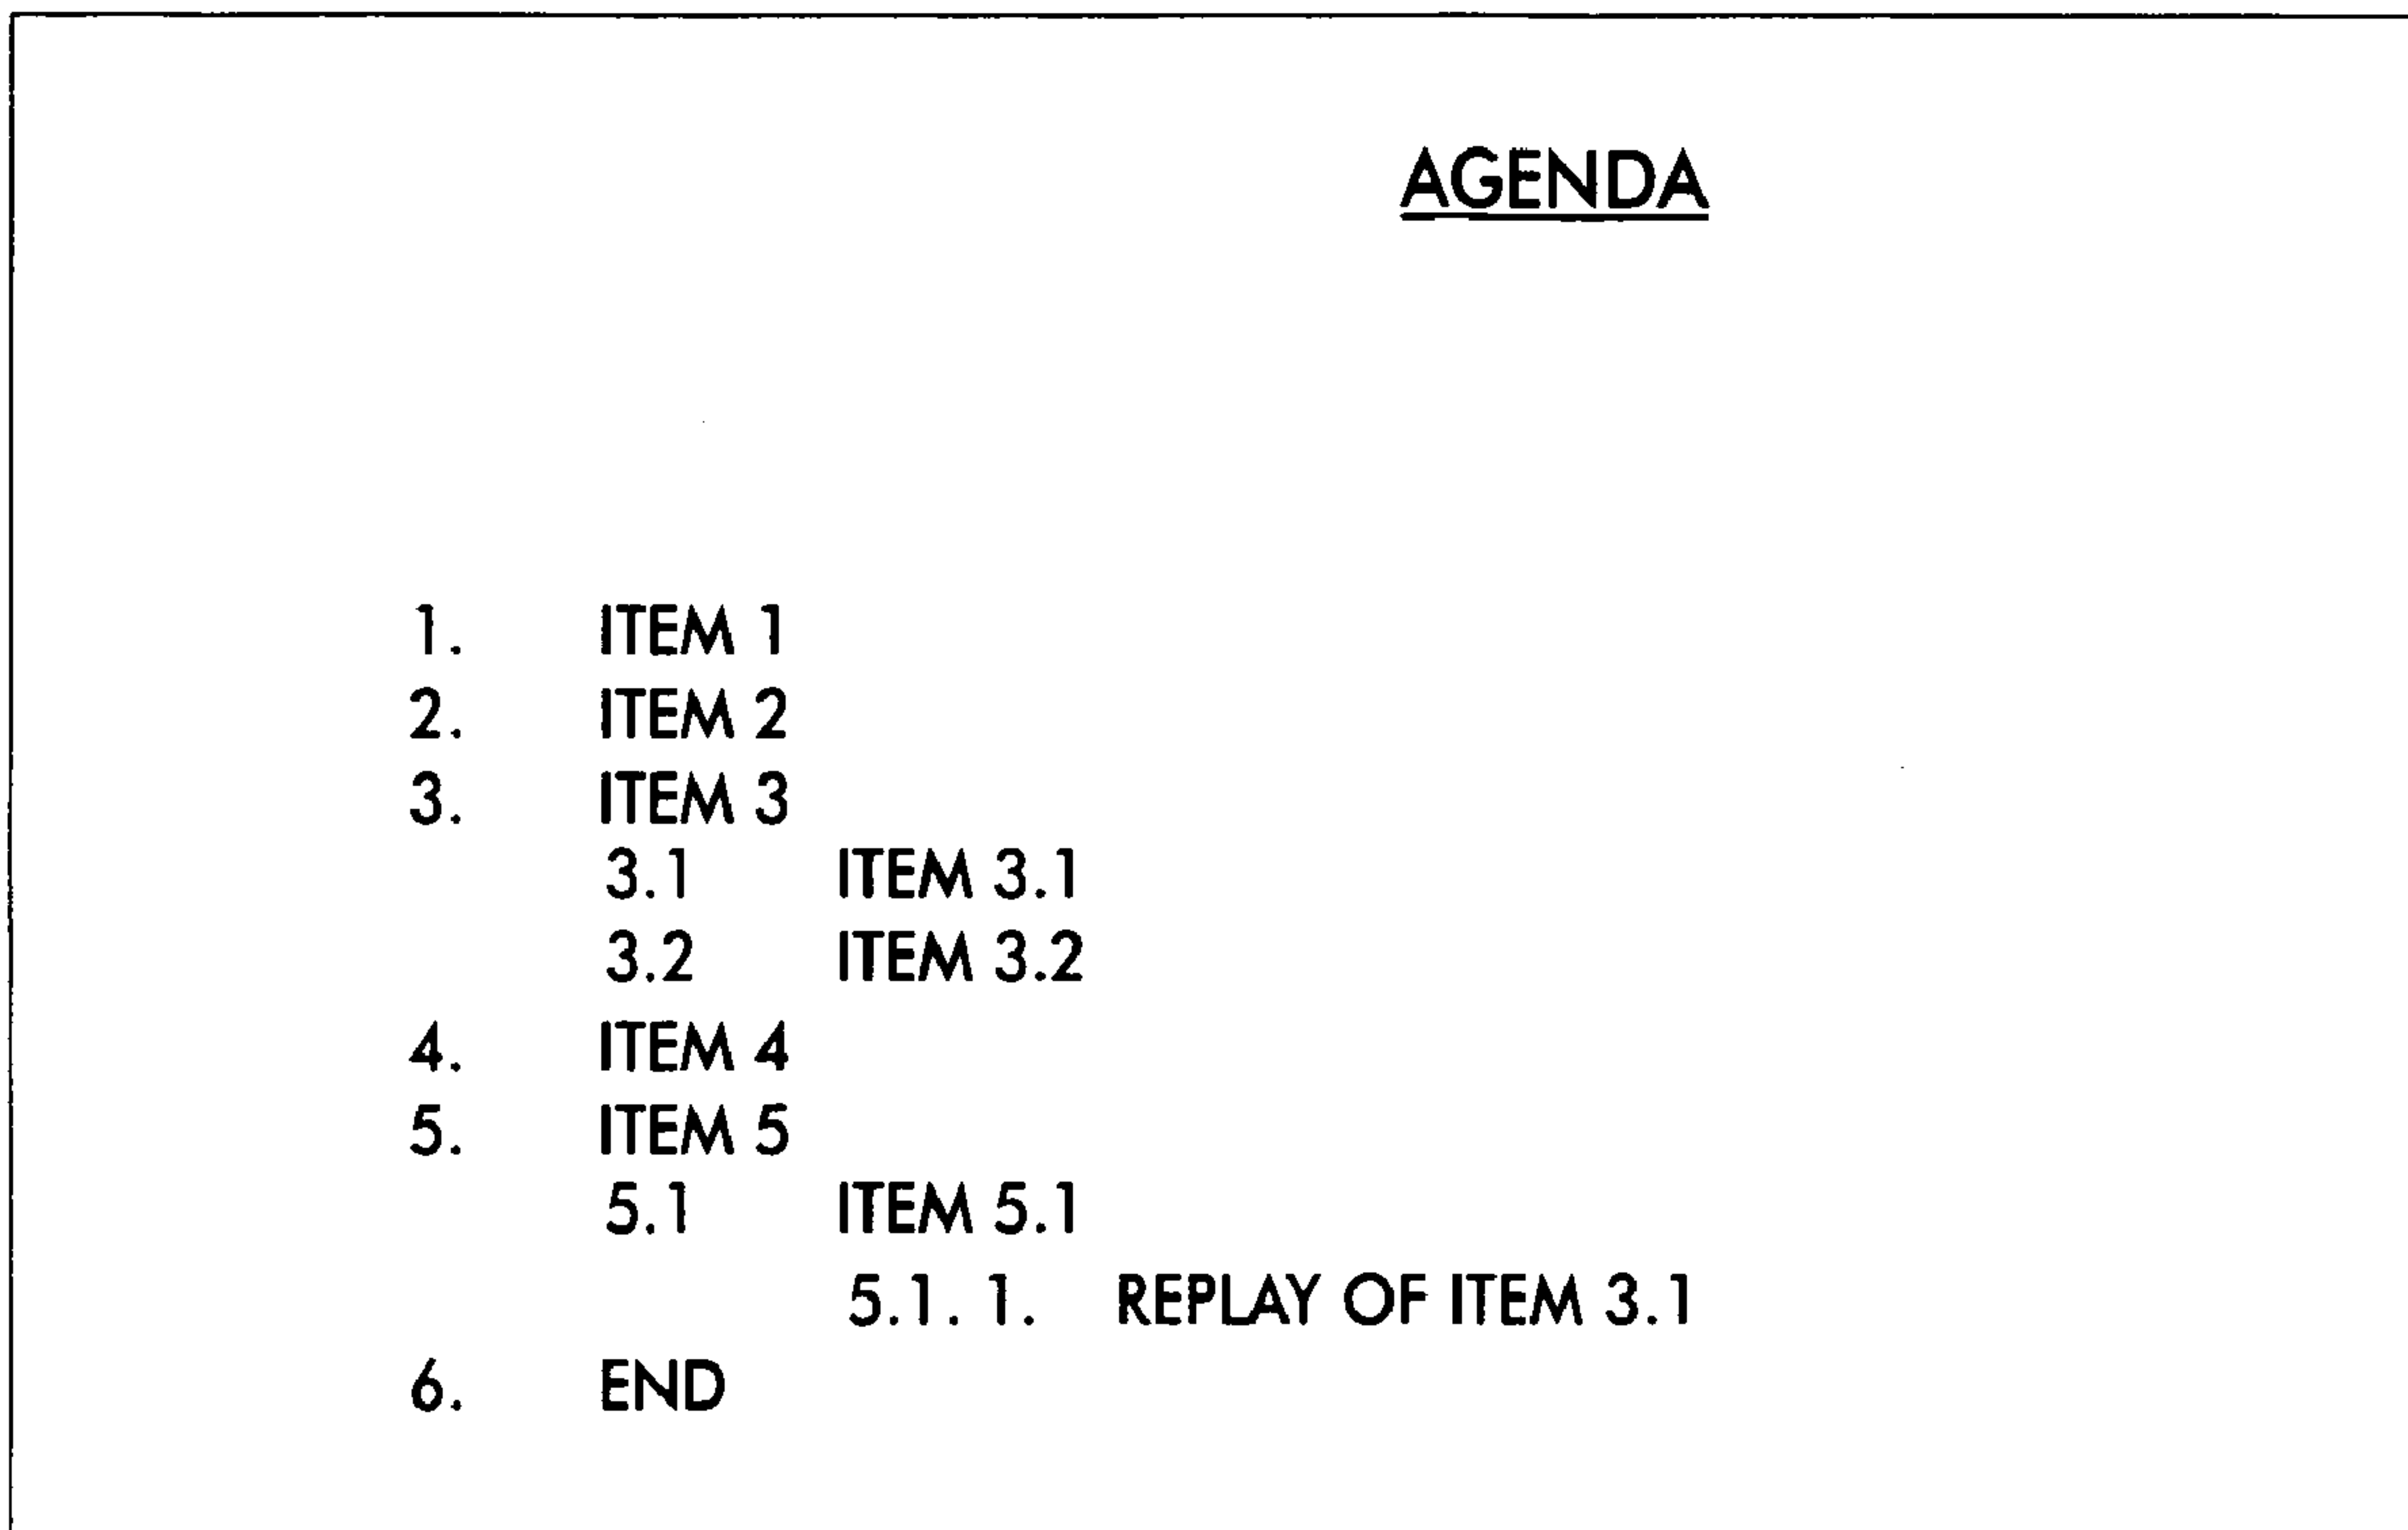 AGENDA
1. ITEM 1
2. ITEM 2
3. ITEM 3
3.1 ITEM 3.1
3.2 ITEM 3.2
4. ITEM 4
5. ITEM 5
5.1 ITEM 5.1
5.1. 1. REPLAY OF ITEM 3.1
6. END